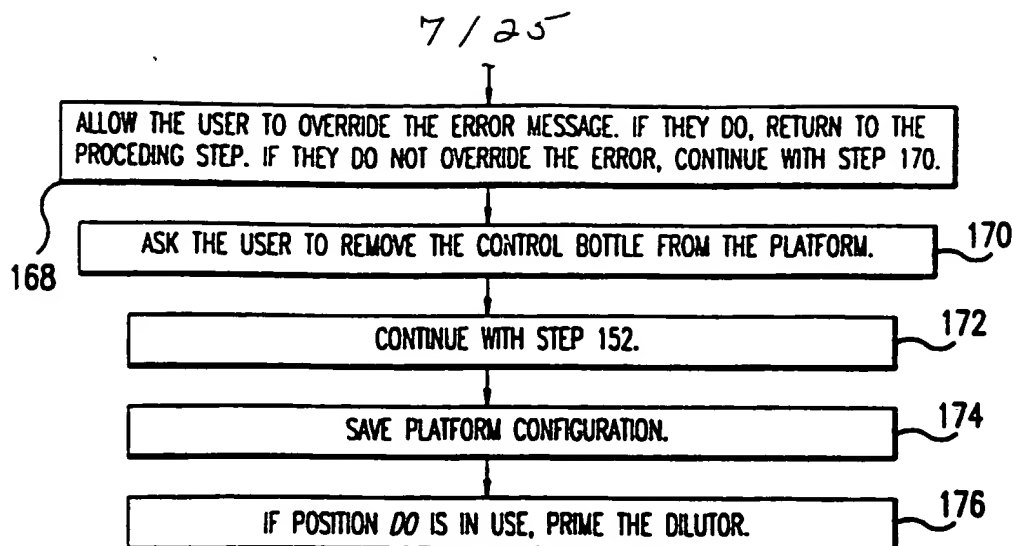 7/25
ALLOW THE USER TO OVERRIDE THE ERROR MESSAGE. IF THEY DO, RETURN TO THE
PROCEDING STEP. IF THEY DO NOT OVERRIDE THE ERROR, CONTINUE WITH STEP 170.
168
ASK THE USER TO REMOVE THE CONTROL BOTTLE FROM THE PLATFORM.
170
CONTINUE WITH STEP 152.
172
SAVE PLATFORM CONFIGURATION.
174
IF POSITION DO IS IN USE, PRIME THE DILUTOR.
176